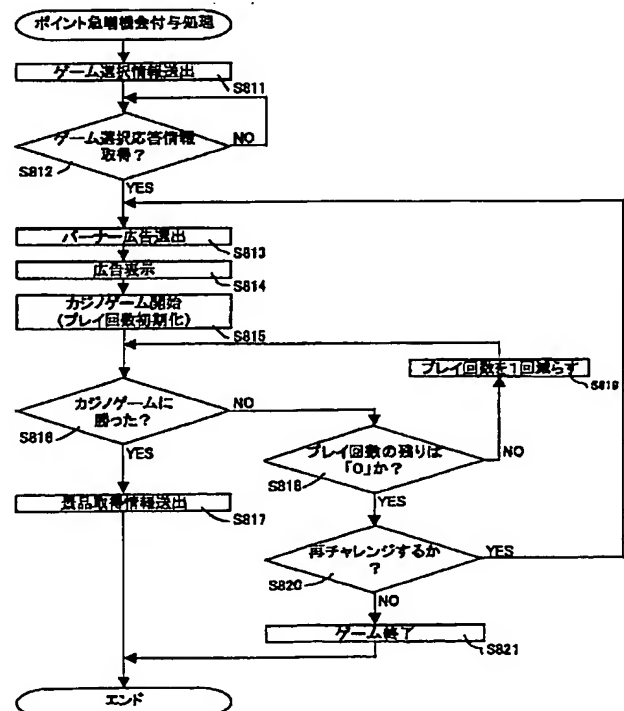 ポイント急増機会付与処理
ゲーム選択情報送出
S811
ゲーム選択応答情報
取得？
NO
S812
YES
バーナー広告選出
S813
広告表示
S814
カジノゲーム開始
(プレイ回数初期化)
S815
プレイ回数を1回減らす
S819
カジノゲームに
勝った？
NO
S816
YES
プレイ回数の残りは
「0」か？
NO
S818
YES
景品取得情報送出
S817
再チャレンジするか
？
YES
S820
NO
ゲーム終了
S821
エンド